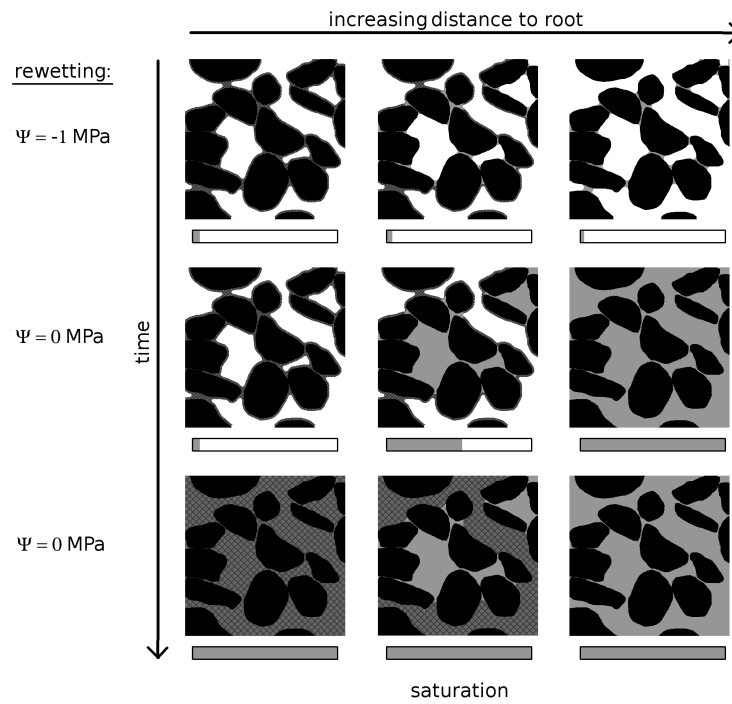 increasing distance to root
rewetting:
Ψ = -1 MPa
Ψ = 0 MPa
time
Ψ = 0 MPa
saturation